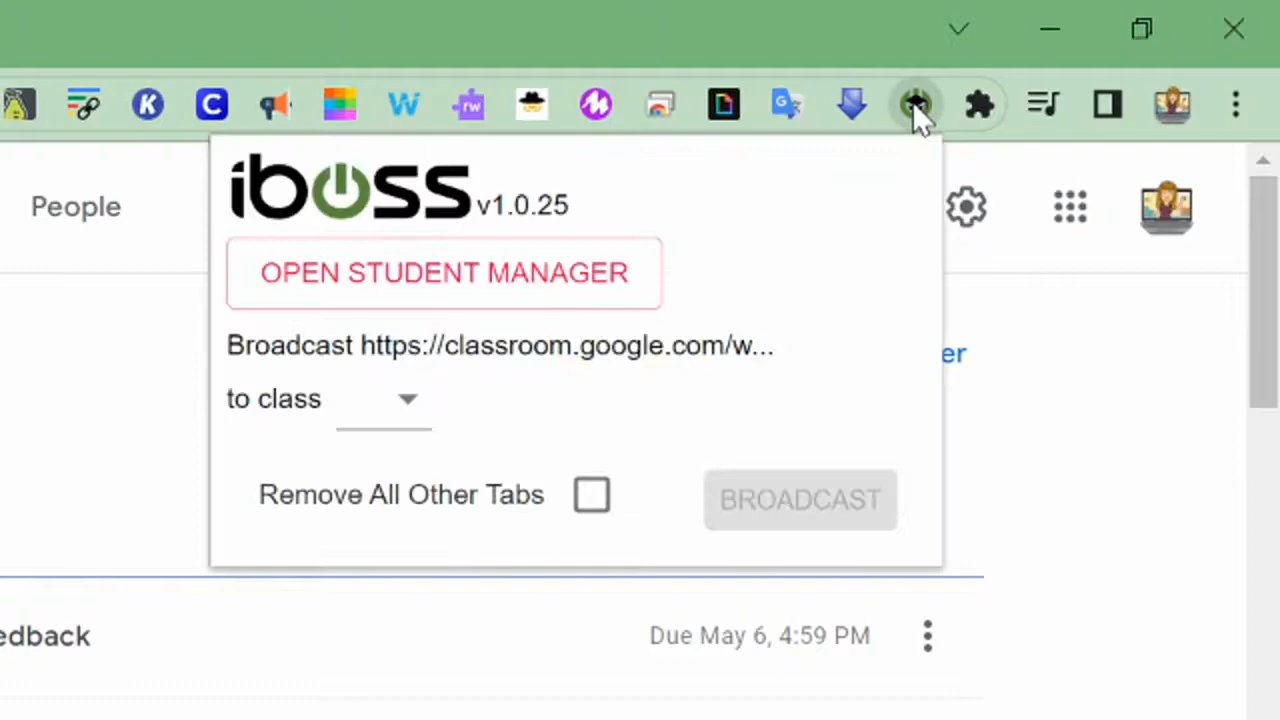 K
C
W
rw
G
People
iboss v1.0.25
OPEN STUDENT MANAGER
Broadcast https://classroom.google.com/w...
er
to class
Remove All Other Tabs
BROADCAST
edback
Due May 6, 4:59 PM